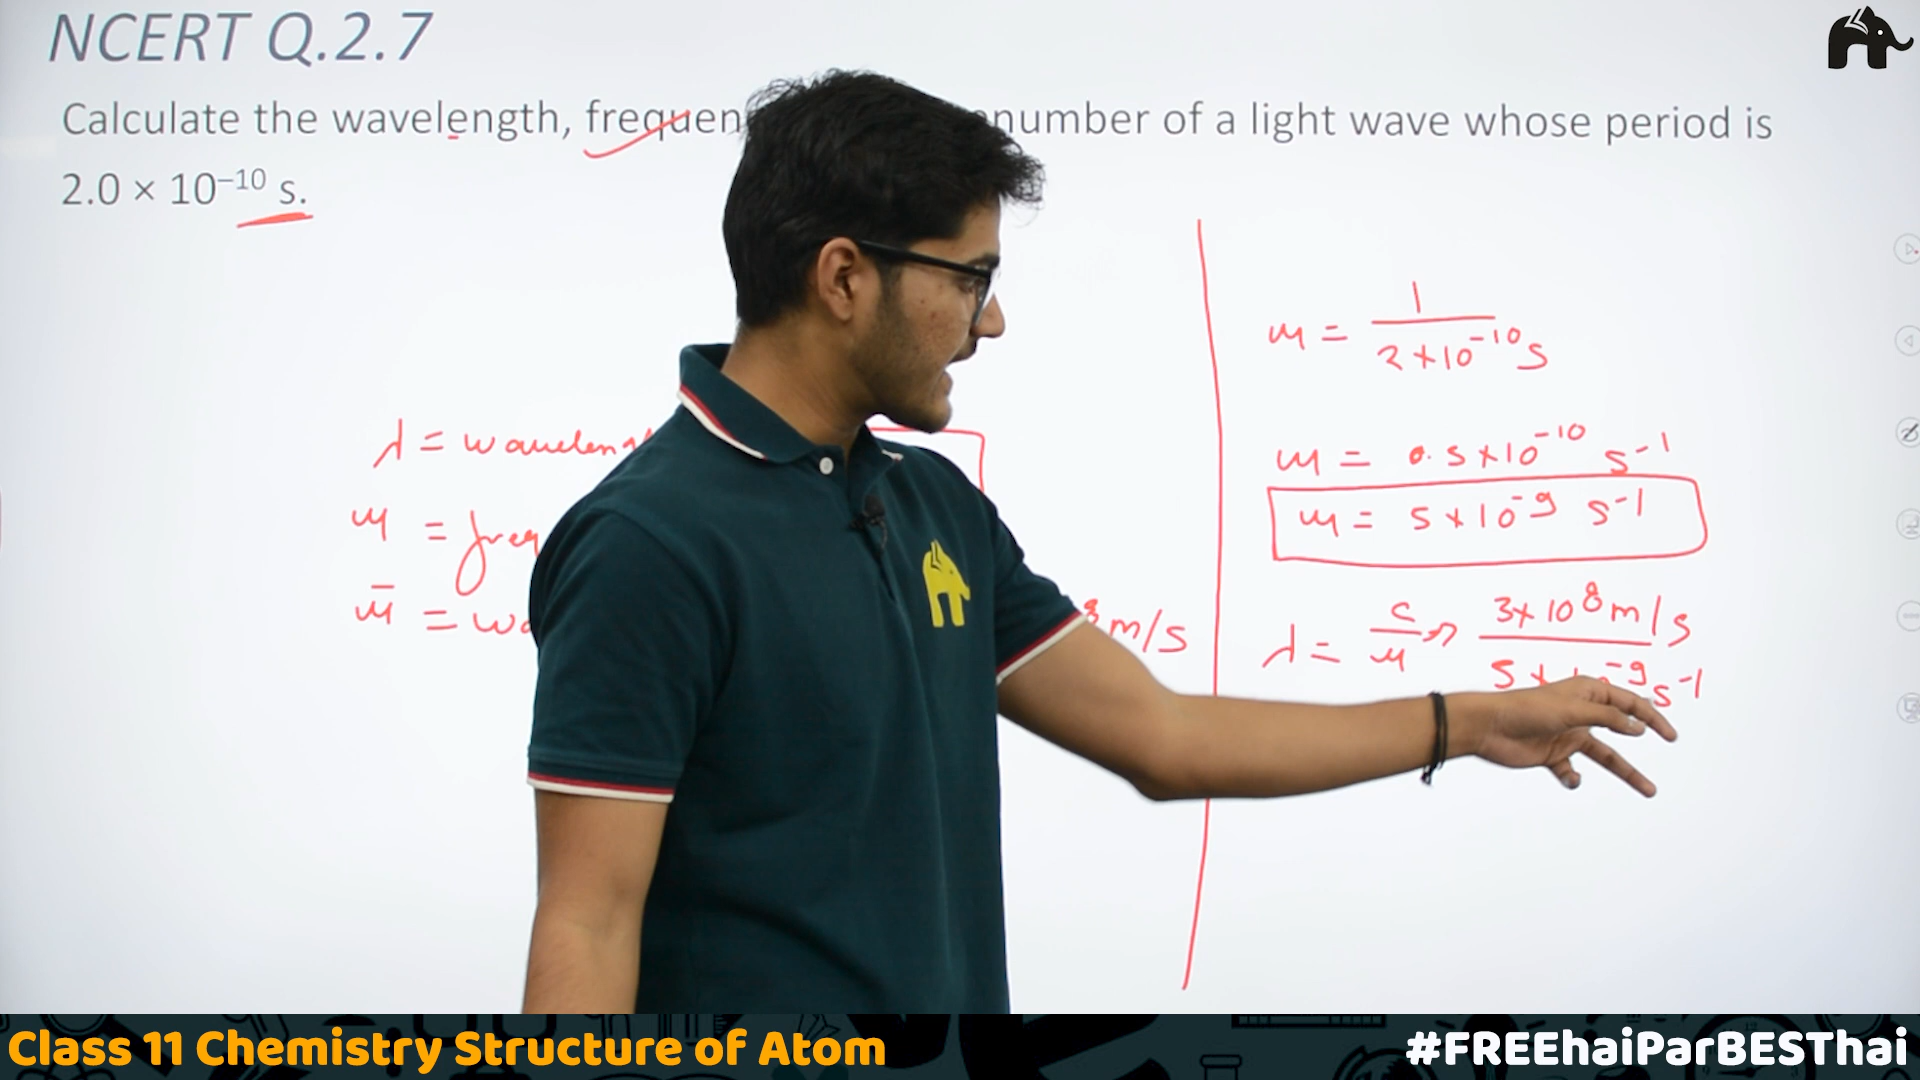 NCERT Q.2.7
Calculate the wavelength, frequen number of a light wave whose period is
2.0 × 10⁻¹⁰ s.
λ = wavelen
ν = freq
ν̄ = wa
m/s
ν = 1 / 2×10⁻¹⁰ s
ν = 0.5×10⁻¹⁰ s⁻¹
ν = 5×10⁻⁹ s⁻¹
λ = c/ν ⇒ 3×10⁸ m/s / 5×10⁻⁹ s⁻¹
Class 11 Chemistry Structure of Atom
#FREEhaiParBESThai